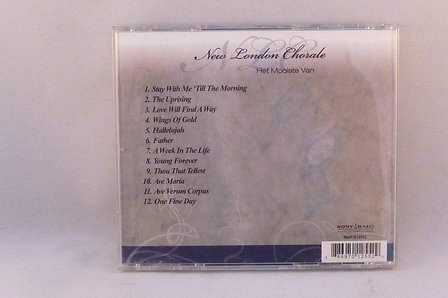 New London Chorale
Het Mooiste Van
1. Stay With Me 'Till The Morning
2. The Uprising
3. Love Will Find A Way
4. Wings Of Gold
5. Hallelujah
6. Father
7. A Week In The Life
8. Young Forever
9. Thou That Tellest
10. Ave Maria
11. Ave Verum Corpus
12. One Fine Day
SONY BMG